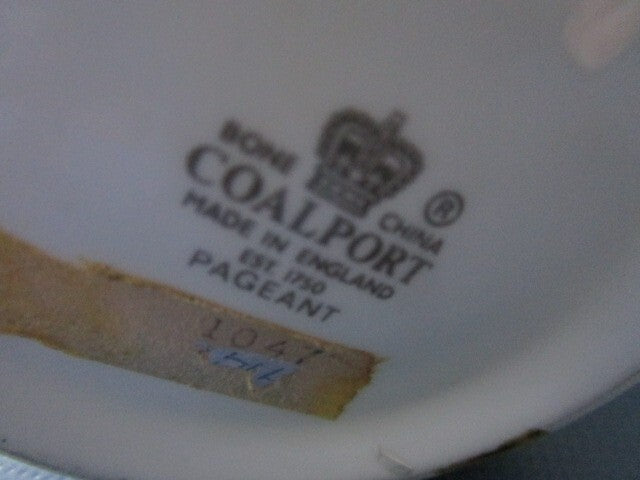 BONE CHINA
COALPORT ®
MADE IN ENGLAND
EST. 1750
PAGEANT
1047